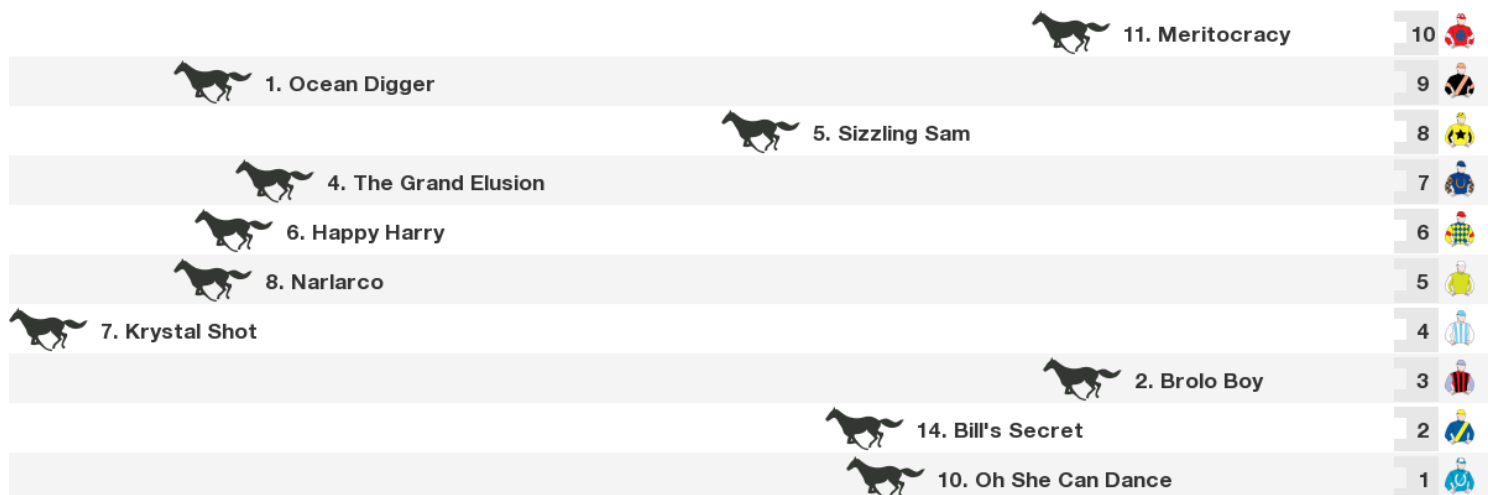 11. Meritocracy 10
1. Ocean Digger 9
5. Sizzling Sam 8
4. The Grand Elusion 7
6. Happy Harry 6
8. Narlarco 5
7. Krystal Shot 4
2. Brolo Boy 3
14. Bill's Secret 2
10. Oh She Can Dance 1